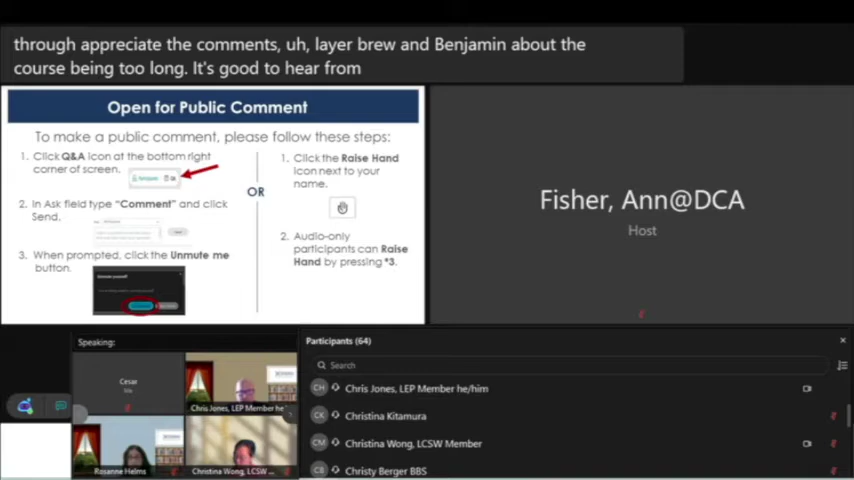 through appreciate the comments, uh, layer brew and Benjamin about the
course being too long. It's good to hear from
Open for Public Comment
To make a public comment, please follow these steps:
1. Click Q&A icon at the bottom right
corner of screen.
2. In Ask field type "Comment" and click
Send.
3. When prompted, click the Unmute me
button.
OR
1. Click the Raise Hand
icon next to your
name.
2. Audio-only
participants can Raise
Hand by pressing *3.
Fisher, Ann@DCA
Host
Speaking:
Cesar
Me
Chris Jones, LEP Member he
Rosanne Helms
Christina Wong, LCSW ...
Participants (64)
Search
CH Chris Jones, LEP Member he/him
CK Christina Kitamura
CM Christina Wong, LCSW Member
CB Christy Berger BBS